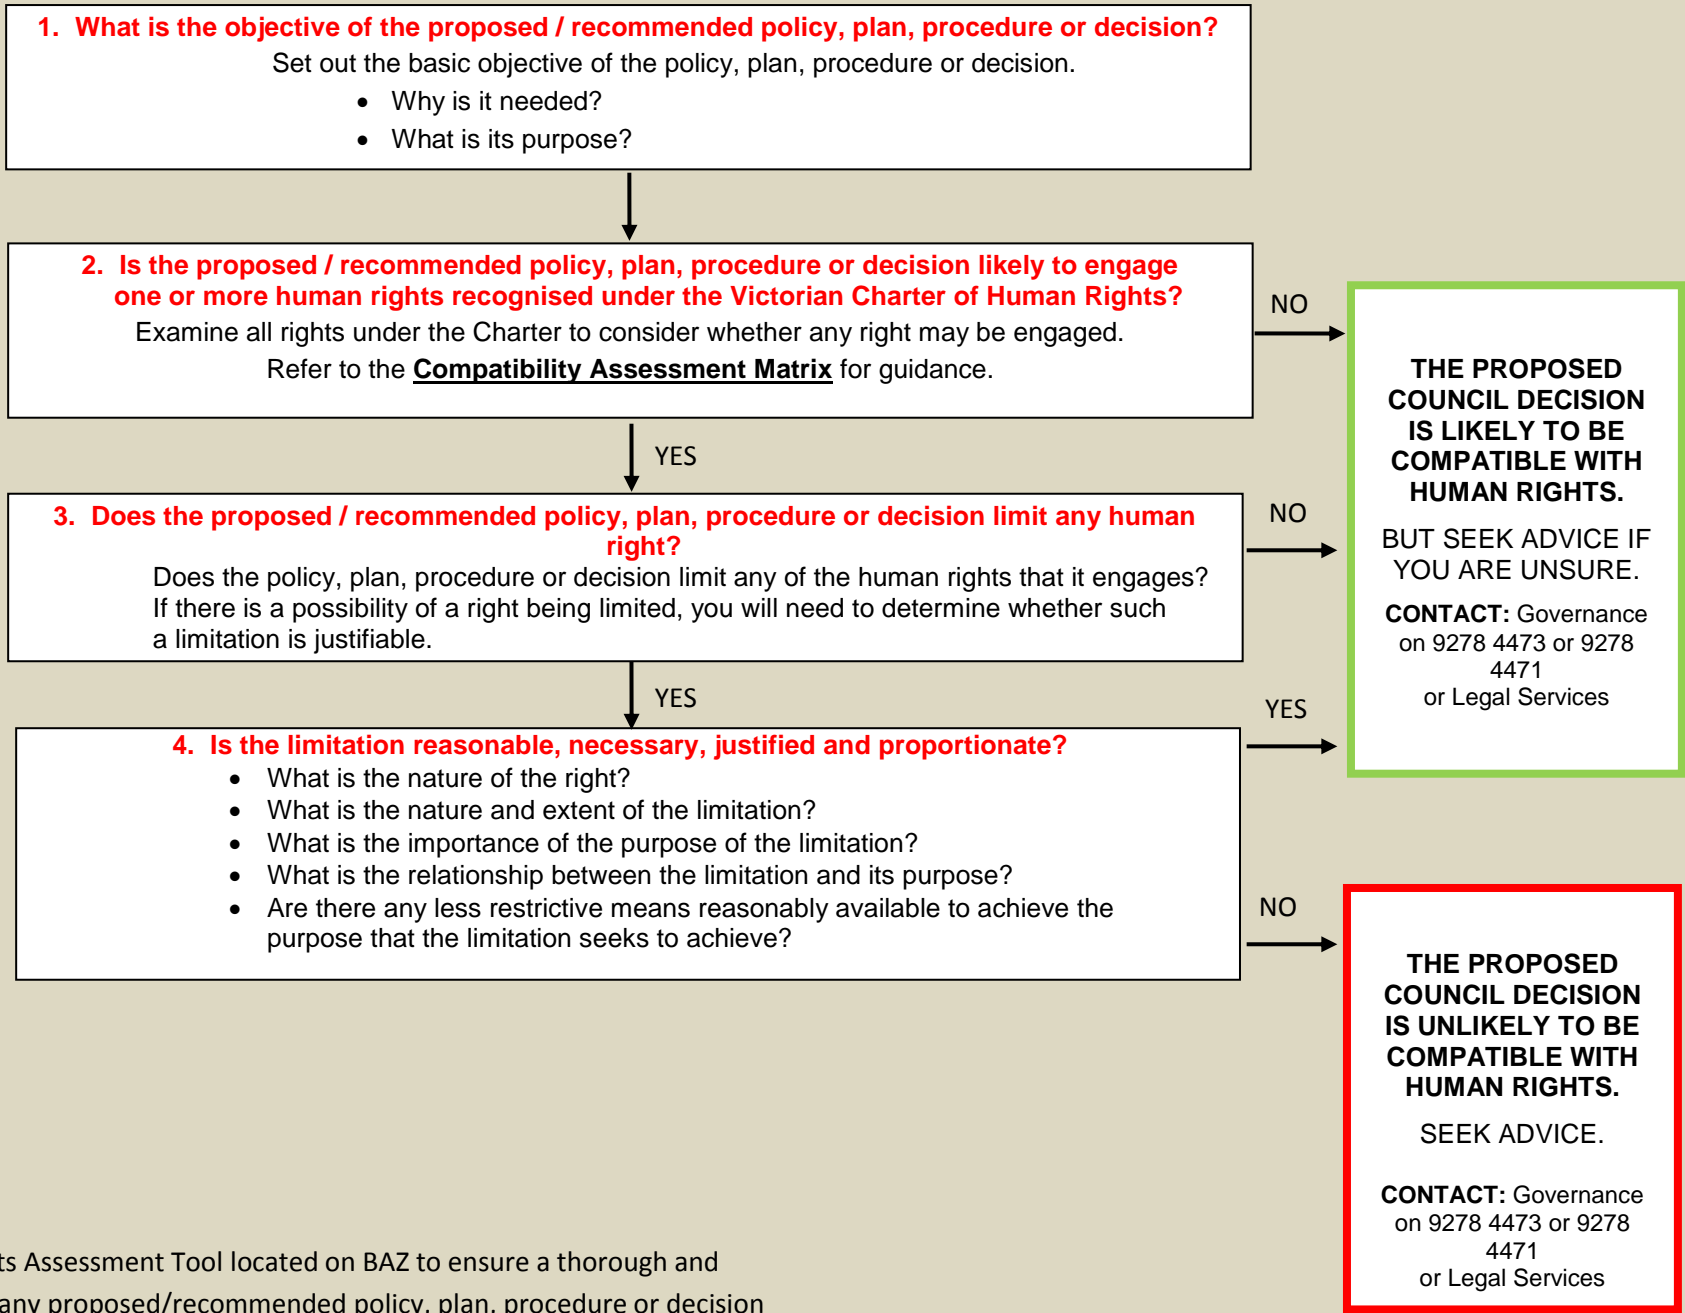 1. What is the objective of the proposed / recommended policy, plan, procedure or decision?
Set out the basic objective of the policy, plan, procedure or decision.
• Why is it needed?
• What is its purpose?
2. Is the proposed / recommended policy, plan, procedure or decision likely to engage
one or more human rights recognised under the Victorian Charter of Human Rights?
Examine all rights under the Charter to consider whether any right may be engaged.
Refer to the Compatibility Assessment Matrix for guidance.
NO
YES
3. Does the proposed / recommended policy, plan, procedure or decision limit any human
right?
Does the policy, plan, procedure or decision limit any of the human rights that it engages?
If there is a possibility of a right being limited, you will need to determine whether such
a limitation is justifiable.
NO
YES
4. Is the limitation reasonable, necessary, justified and proportionate?
• What is the nature of the right?
• What is the nature and extent of the limitation?
• What is the importance of the purpose of the limitation?
• What is the relationship between the limitation and its purpose?
• Are there any less restrictive means reasonably available to achieve the
purpose that the limitation seeks to achieve?
YES
NO
THE PROPOSED
COUNCIL DECISION
IS LIKELY TO BE
COMPATIBLE WITH
HUMAN RIGHTS.
BUT SEEK ADVICE IF
YOU ARE UNSURE.
CONTACT: Governance
on 9278 4473 or 9278
4471
or Legal Services
THE PROPOSED
COUNCIL DECISION
IS UNLIKELY TO BE
COMPATIBLE WITH
HUMAN RIGHTS.
SEEK ADVICE.
CONTACT: Governance
on 9278 4473 or 9278
4471
or Legal Services
ts Assessment Tool located on BAZ to ensure a thorough and
any proposed/recommended policy, plan, procedure or decision